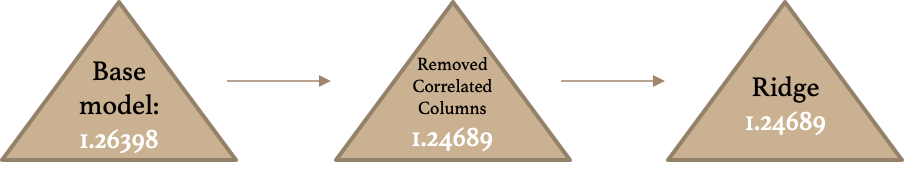 Base
model:
1.26398
Removed
Correlated
Columns
1.24689
Ridge
1.24689